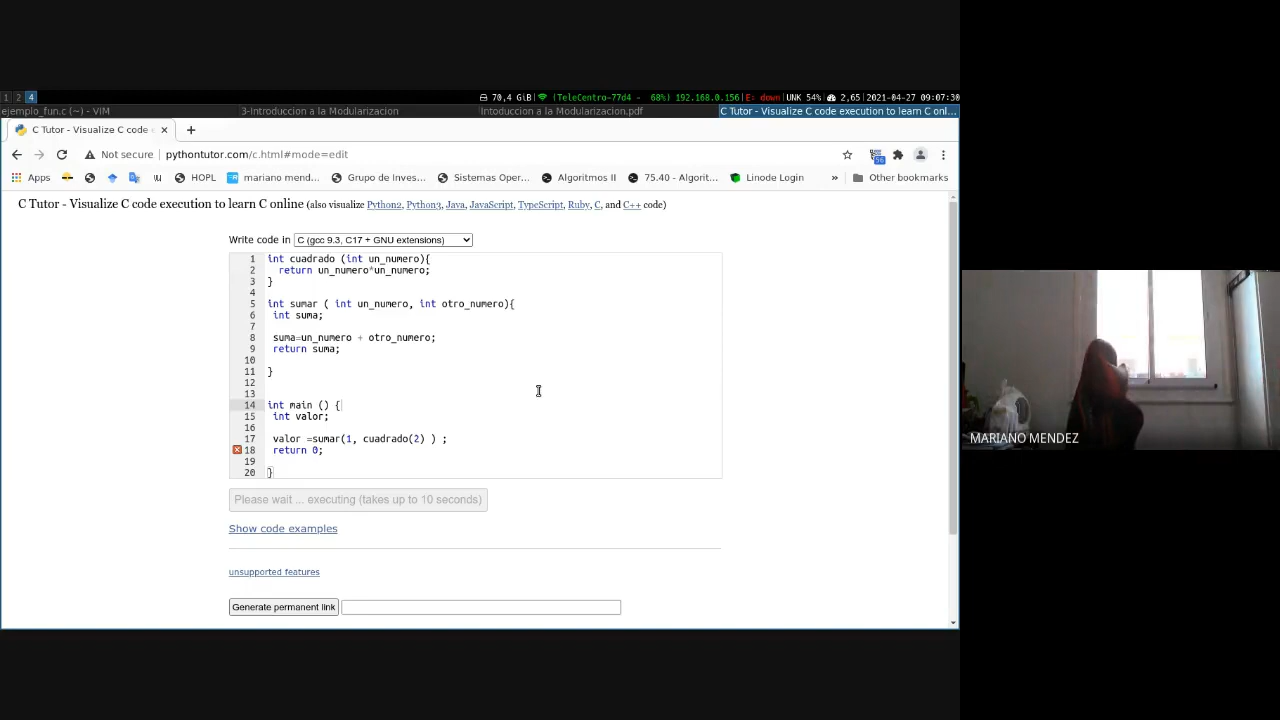 1 2 4 70,4 GiB (TeleCentro-77d4 - 68%) 192.168.0.156 E: down UNK 54% 2,65 2021-04-27 09:07:30
ejemplo_fun.c (~) - VIM 3-Introduccion a la Modularizacion Intoduccion a la Modularizacion.pdf C Tutor - Visualize C code execution to learn C onl...
C Tutor - Visualize C code
Not secure pythontutor.com/c.html#mode=edit
Apps HOPL mariano mend... Grupo de Inves... Sistemas Oper... Algoritmos II 75.40 - Algorit... Linode Login » Other bookmarks
C Tutor - Visualize C code execution to learn C online (also visualize Python2, Python3, Java, JavaScript, TypeScript, Ruby, C, and C++ code)
Write code in C (gcc 9.3, C17 + GNU extensions)
1 int cuadrado (int un_numero){
2 return un_numero*un_numero;
3 }
4
5 int sumar ( int un_numero, int otro_numero){
6 int suma;
7
8 suma=un_numero + otro_numero;
9 return suma;
10
11 }
12
13
14 int main () {
15 int valor;
16
17 valor =sumar(1, cuadrado(2) ) ;
18 return 0;
19
20 }
Please wait ... executing (takes up to 10 seconds)
Show code examples
unsupported features
Generate permanent link
MARIANO MENDEZ